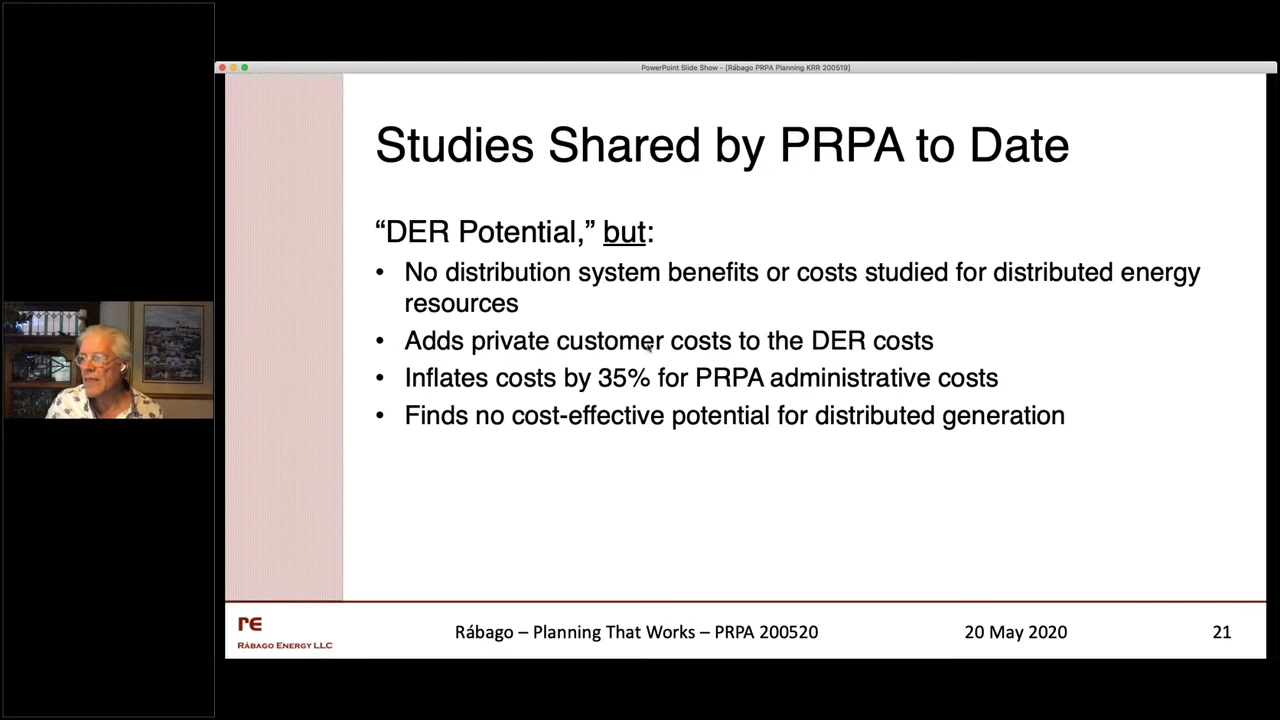 PowerPoint Slide Show - [Rábago PRPA Planning KRR 200519]
Studies Shared by PRPA to Date
“DER Potential,” but:
• No distribution system benefits or costs studied for distributed energy
resources
• Adds private customer costs to the DER costs
• Inflates costs by 35% for PRPA administrative costs
• Finds no cost-effective potential for distributed generation
re
RÁBAGO ENERGY LLC
Rábago – Planning That Works – PRPA 200520
20 May 2020
21